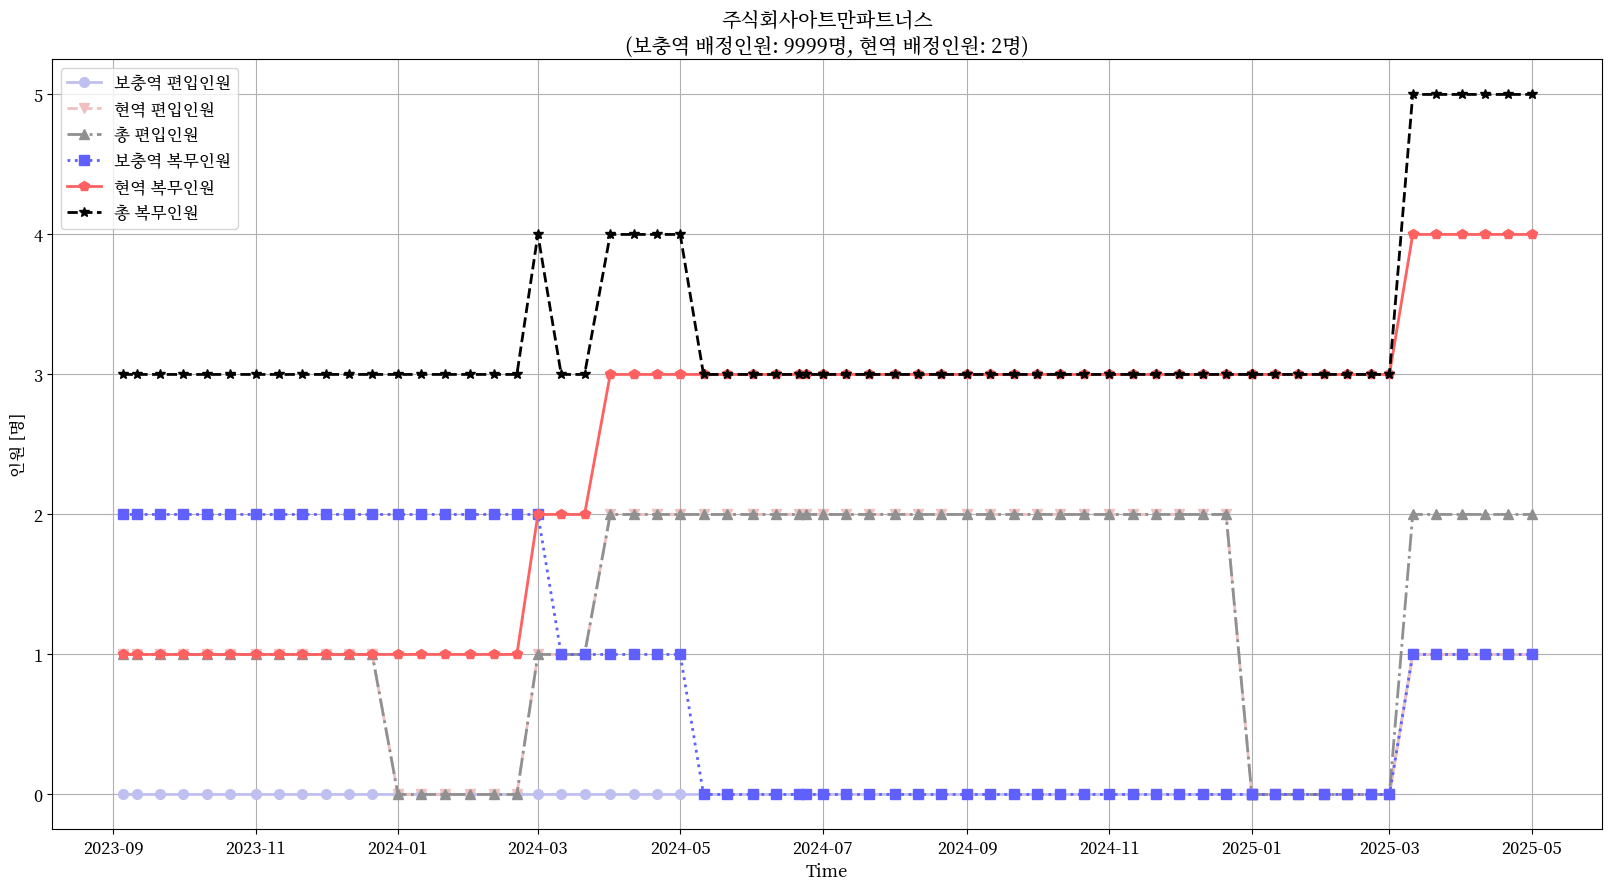 주식회사아트만파트너스
(보충역 배정인원: 9999명, 현역 배정인원: 2명)
보충역 편입인원
현역 편입인원
총 편입인원
보충역 복무인원
현역 복무인원
총 복무인원
인원 [명]
5
4
3
2
1
0
2023-09
2023-11
2024-01
2024-03
2024-05
2024-07
2024-09
2024-11
2025-01
2025-03
2025-05
Time